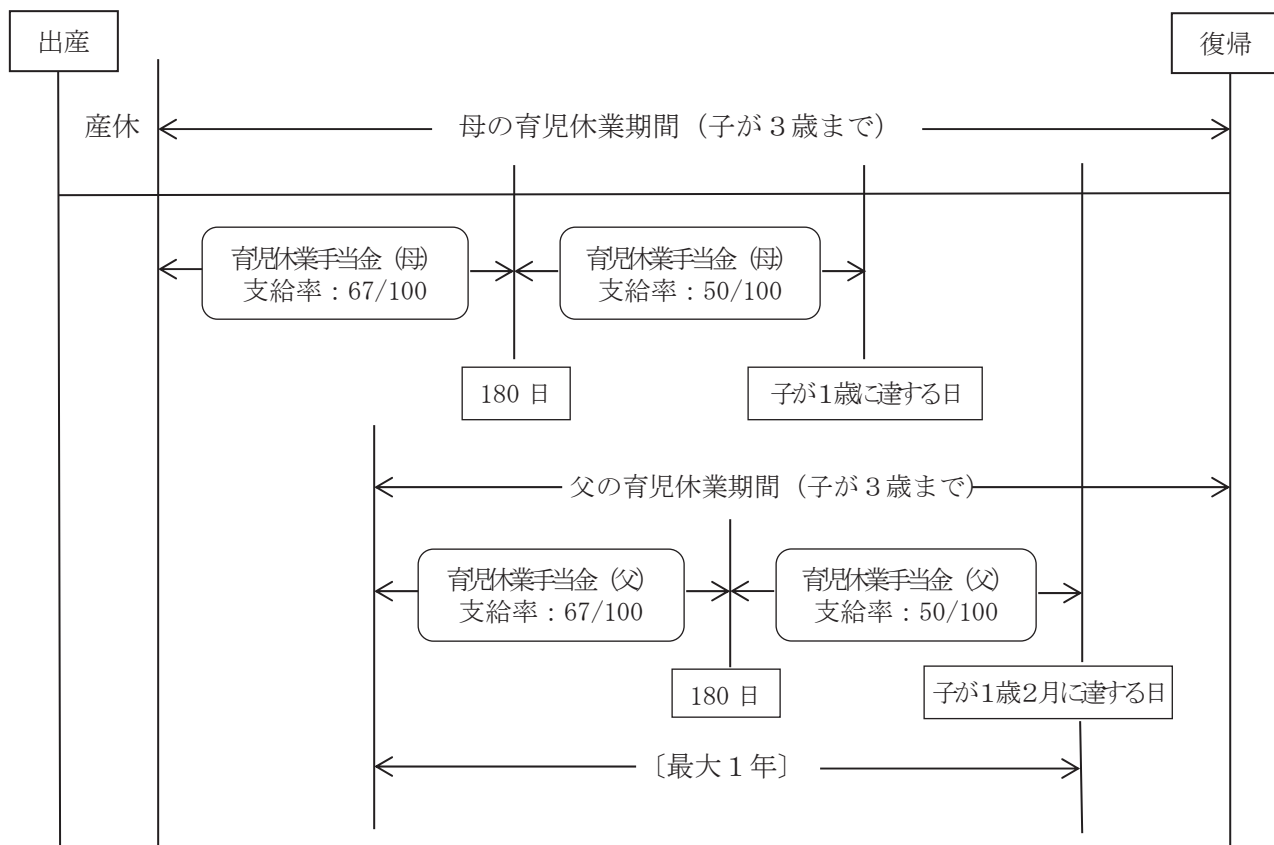 出産
復帰
産休
母の育児休業期間（子が３歳まで）
育児休業手当金（母）
支給率：67/100
育児休業手当金（母）
支給率：50/100
180 日
子が１歳に達する日
父の育児休業期間（子が３歳まで）
育児休業手当金（父）
支給率：67/100
育児休業手当金（父）
支給率：50/100
180 日
子が１歳２月に達する日
〔最大１年〕